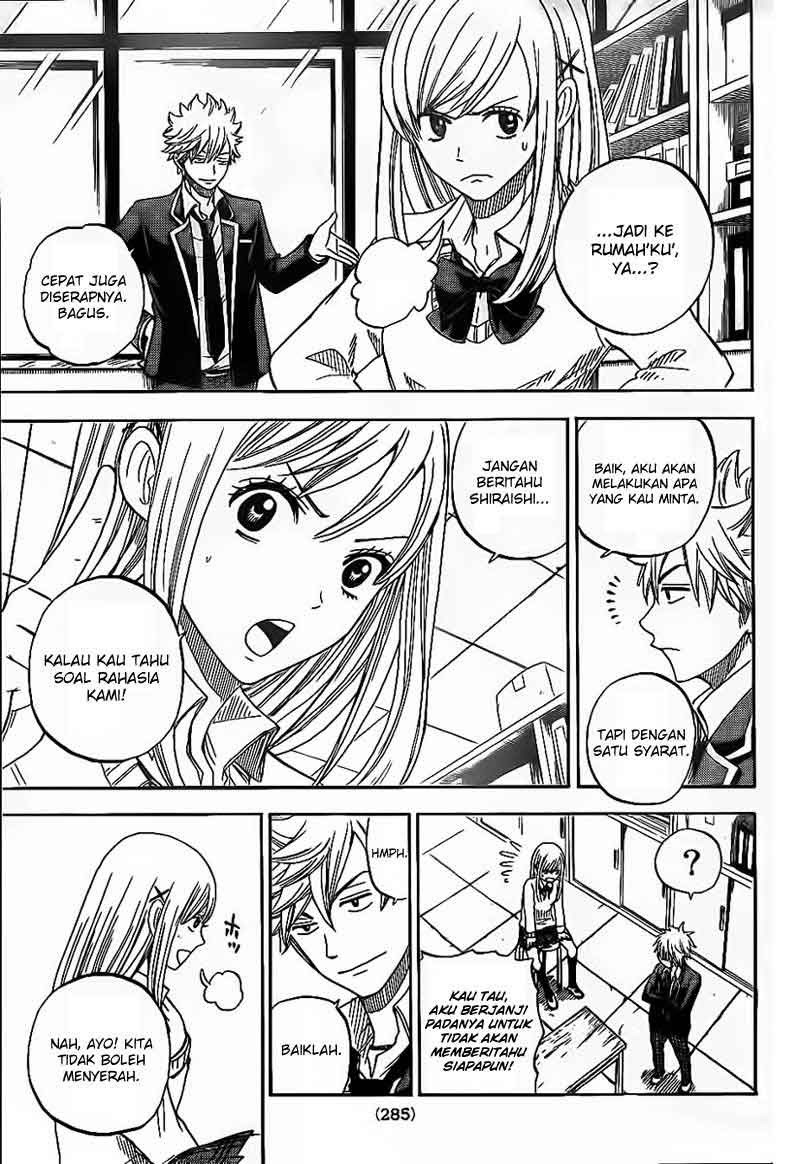 ...JADI KE
RUMAH'KU',
YA...?
CEPAT JUGA
DISERAPNYA.
BAGUS.
BAIK, AKU AKAN
MELAKUKAN APA
YANG KAU MINTA.
TAPI DENGAN
SATU SYARAT.
JANGAN
BERITAHU
SHIRAISHI...
KALAU KAU TAHU
SOAL RAHASIA
KAMI!
?
KAU TAU,
AKU BERJANJI
PADANYA UNTUK
TIDAK AKAN
MEMBERITAHU
SIAPAPUN!
HMPH.
BAIKLAH.
ホッ
NAH, AYO! KITA
TIDAK BOLEH
MENYERAH.
(285)